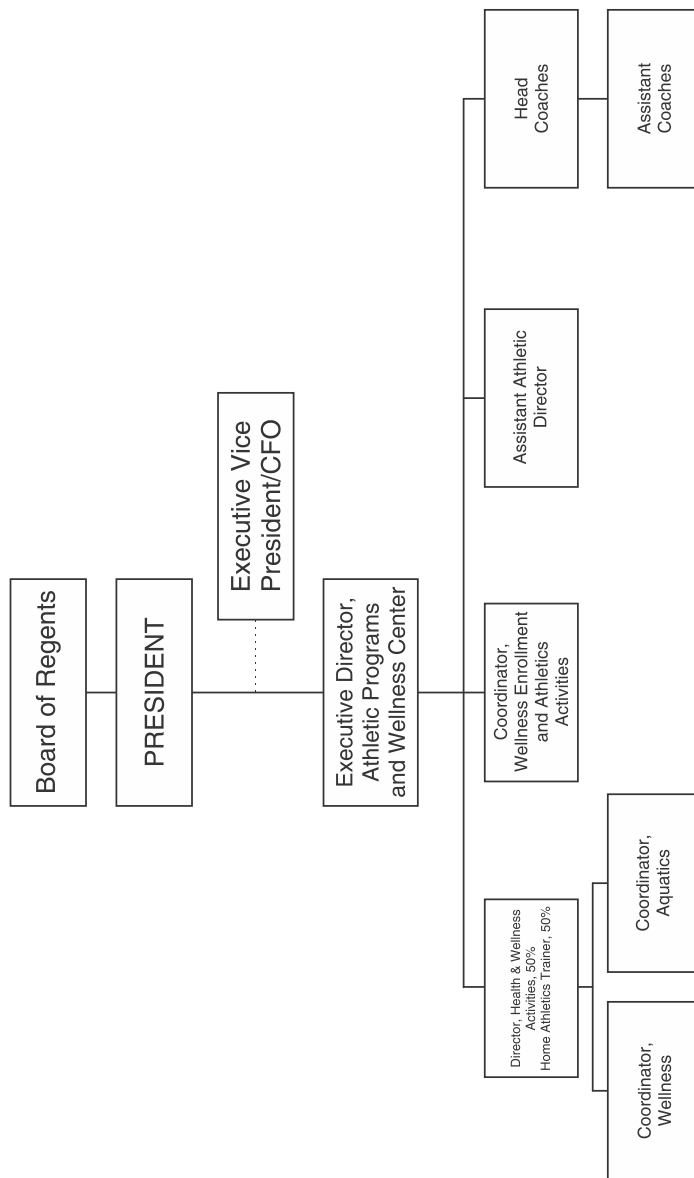 Board of Regents
PRESIDENT
Executive Vice
President/CFO
Executive Director,
Athletic Programs
and Wellness Center
Director, Health & Wellness
Activities, 50%
Home Athletics Trainer, 50%
Coordinator,
Wellness Enrollment
and Athletics
Activities
Assistant Athletic
Director
Head
Coaches
Coordinator,
Wellness
Coordinator,
Aquatics
Assistant
Coaches